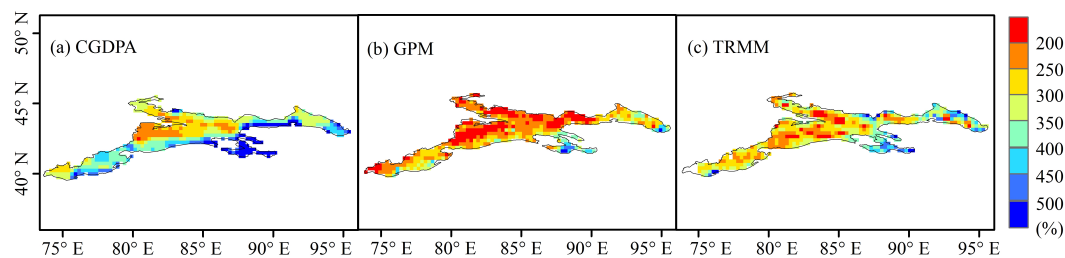 50° N
45° N
40° N
(a) CGDPA
(b) GPM
(c) TRMM
75° E 80° E 85° E 90° E 95° E
75° E 80° E 85° E 90° E 95° E
75° E 80° E 85° E 90° E 95° E
200
250
300
350
400
450
500
(%)